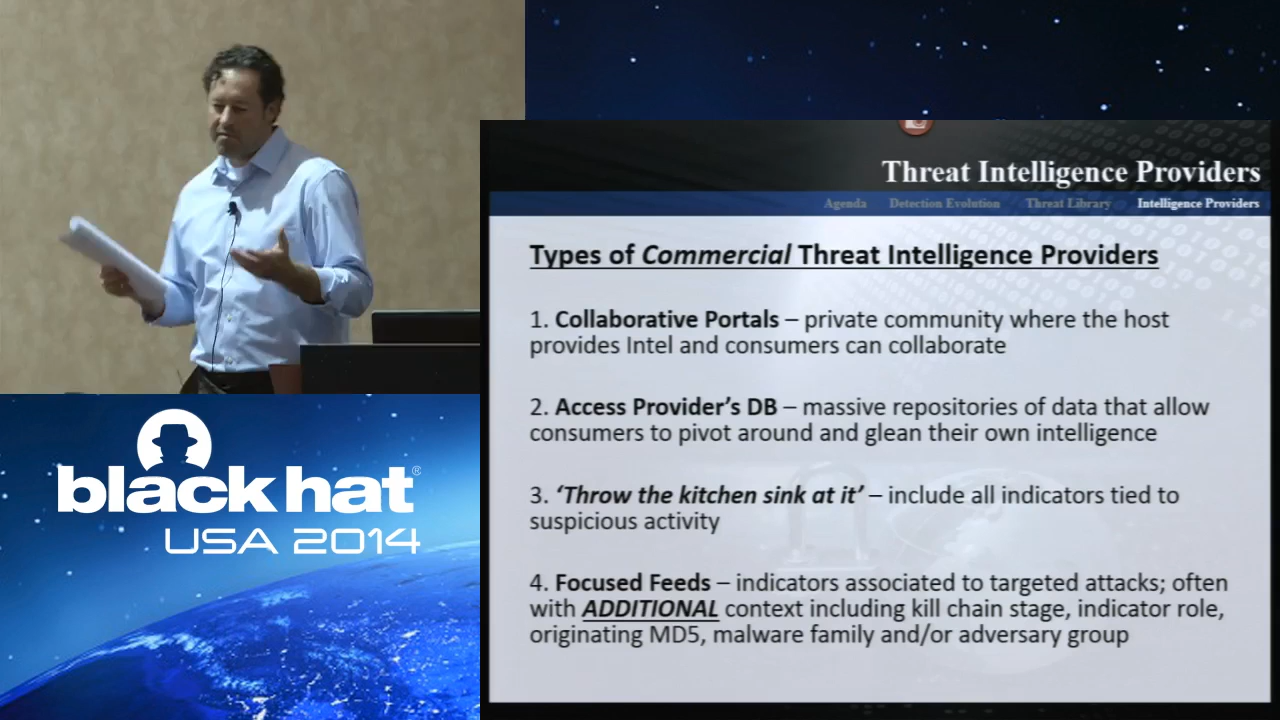 Threat Intelligence Providers
Agenda Detection Evolution Threat Library Intelligence Providers
Types of Commercial Threat Intelligence Providers
1. Collaborative Portals – private community where the host
provides Intel and consumers can collaborate
2. Access Provider’s DB – massive repositories of data that allow
consumers to pivot around and glean their own intelligence
3. ‘Throw the kitchen sink at it’ – include all indicators tied to
suspicious activity
4. Focused Feeds – indicators associated to targeted attacks; often
with ADDITIONAL context including kill chain stage, indicator role,
originating MD5, malware family and/or adversary group
black hat®
USA 2014